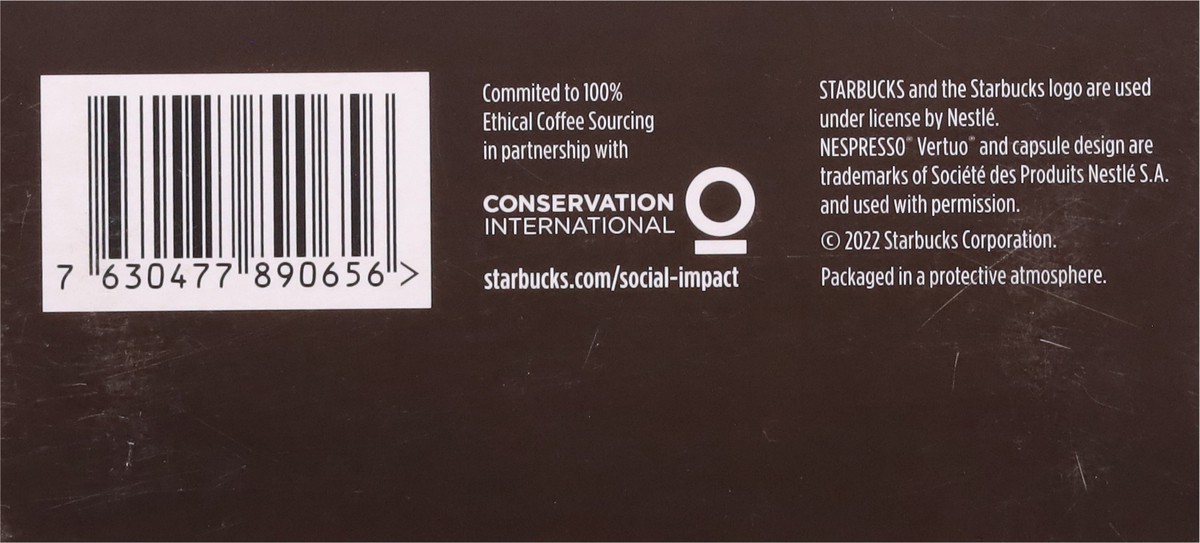 7 630477 890656 >
Commited to 100%
Ethical Coffee Sourcing
in partnership with
CONSERVATION
INTERNATIONAL
starbucks.com/social-impact
STARBUCKS and the Starbucks logo are used
under license by Nestlé.
NESPRESSO® Vertuo® and capsule design are
trademarks of Société des Produits Nestlé S.A.
and used with permission.
© 2022 Starbucks Corporation.
Packaged in a protective atmosphere.